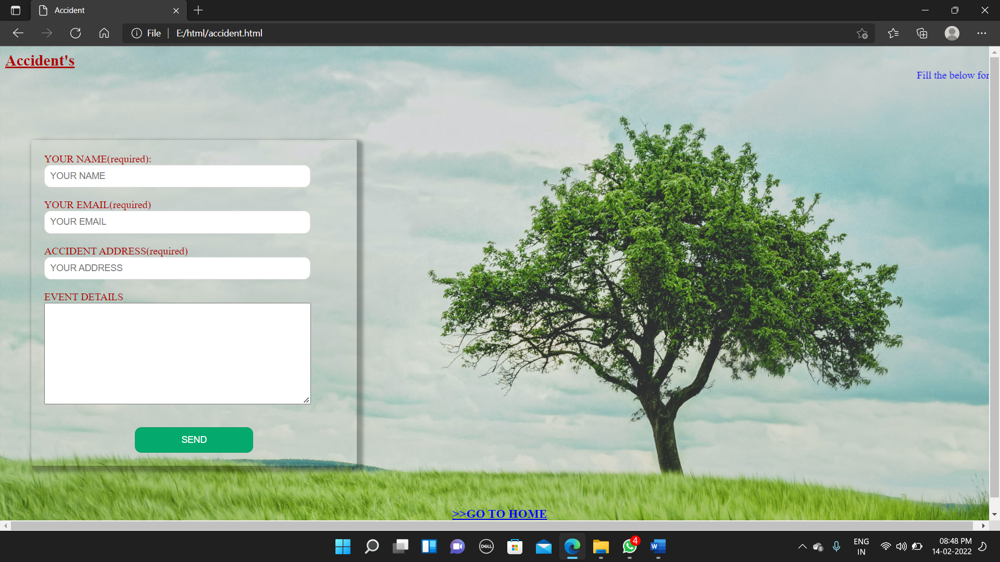 Accident
File
E:/html/accident.html
Accident's
Fill the below for
YOUR NAME(required):
YOUR NAME
YOUR EMAIL(required)
YOUR EMAIL
ACCIDENT ADDRESS(required)
YOUR ADDRESS
EVENT DETAILS
SEND
>>GO TO HOME
DELL
4
W
ENG
IN
08:48 PM
14-02-2022